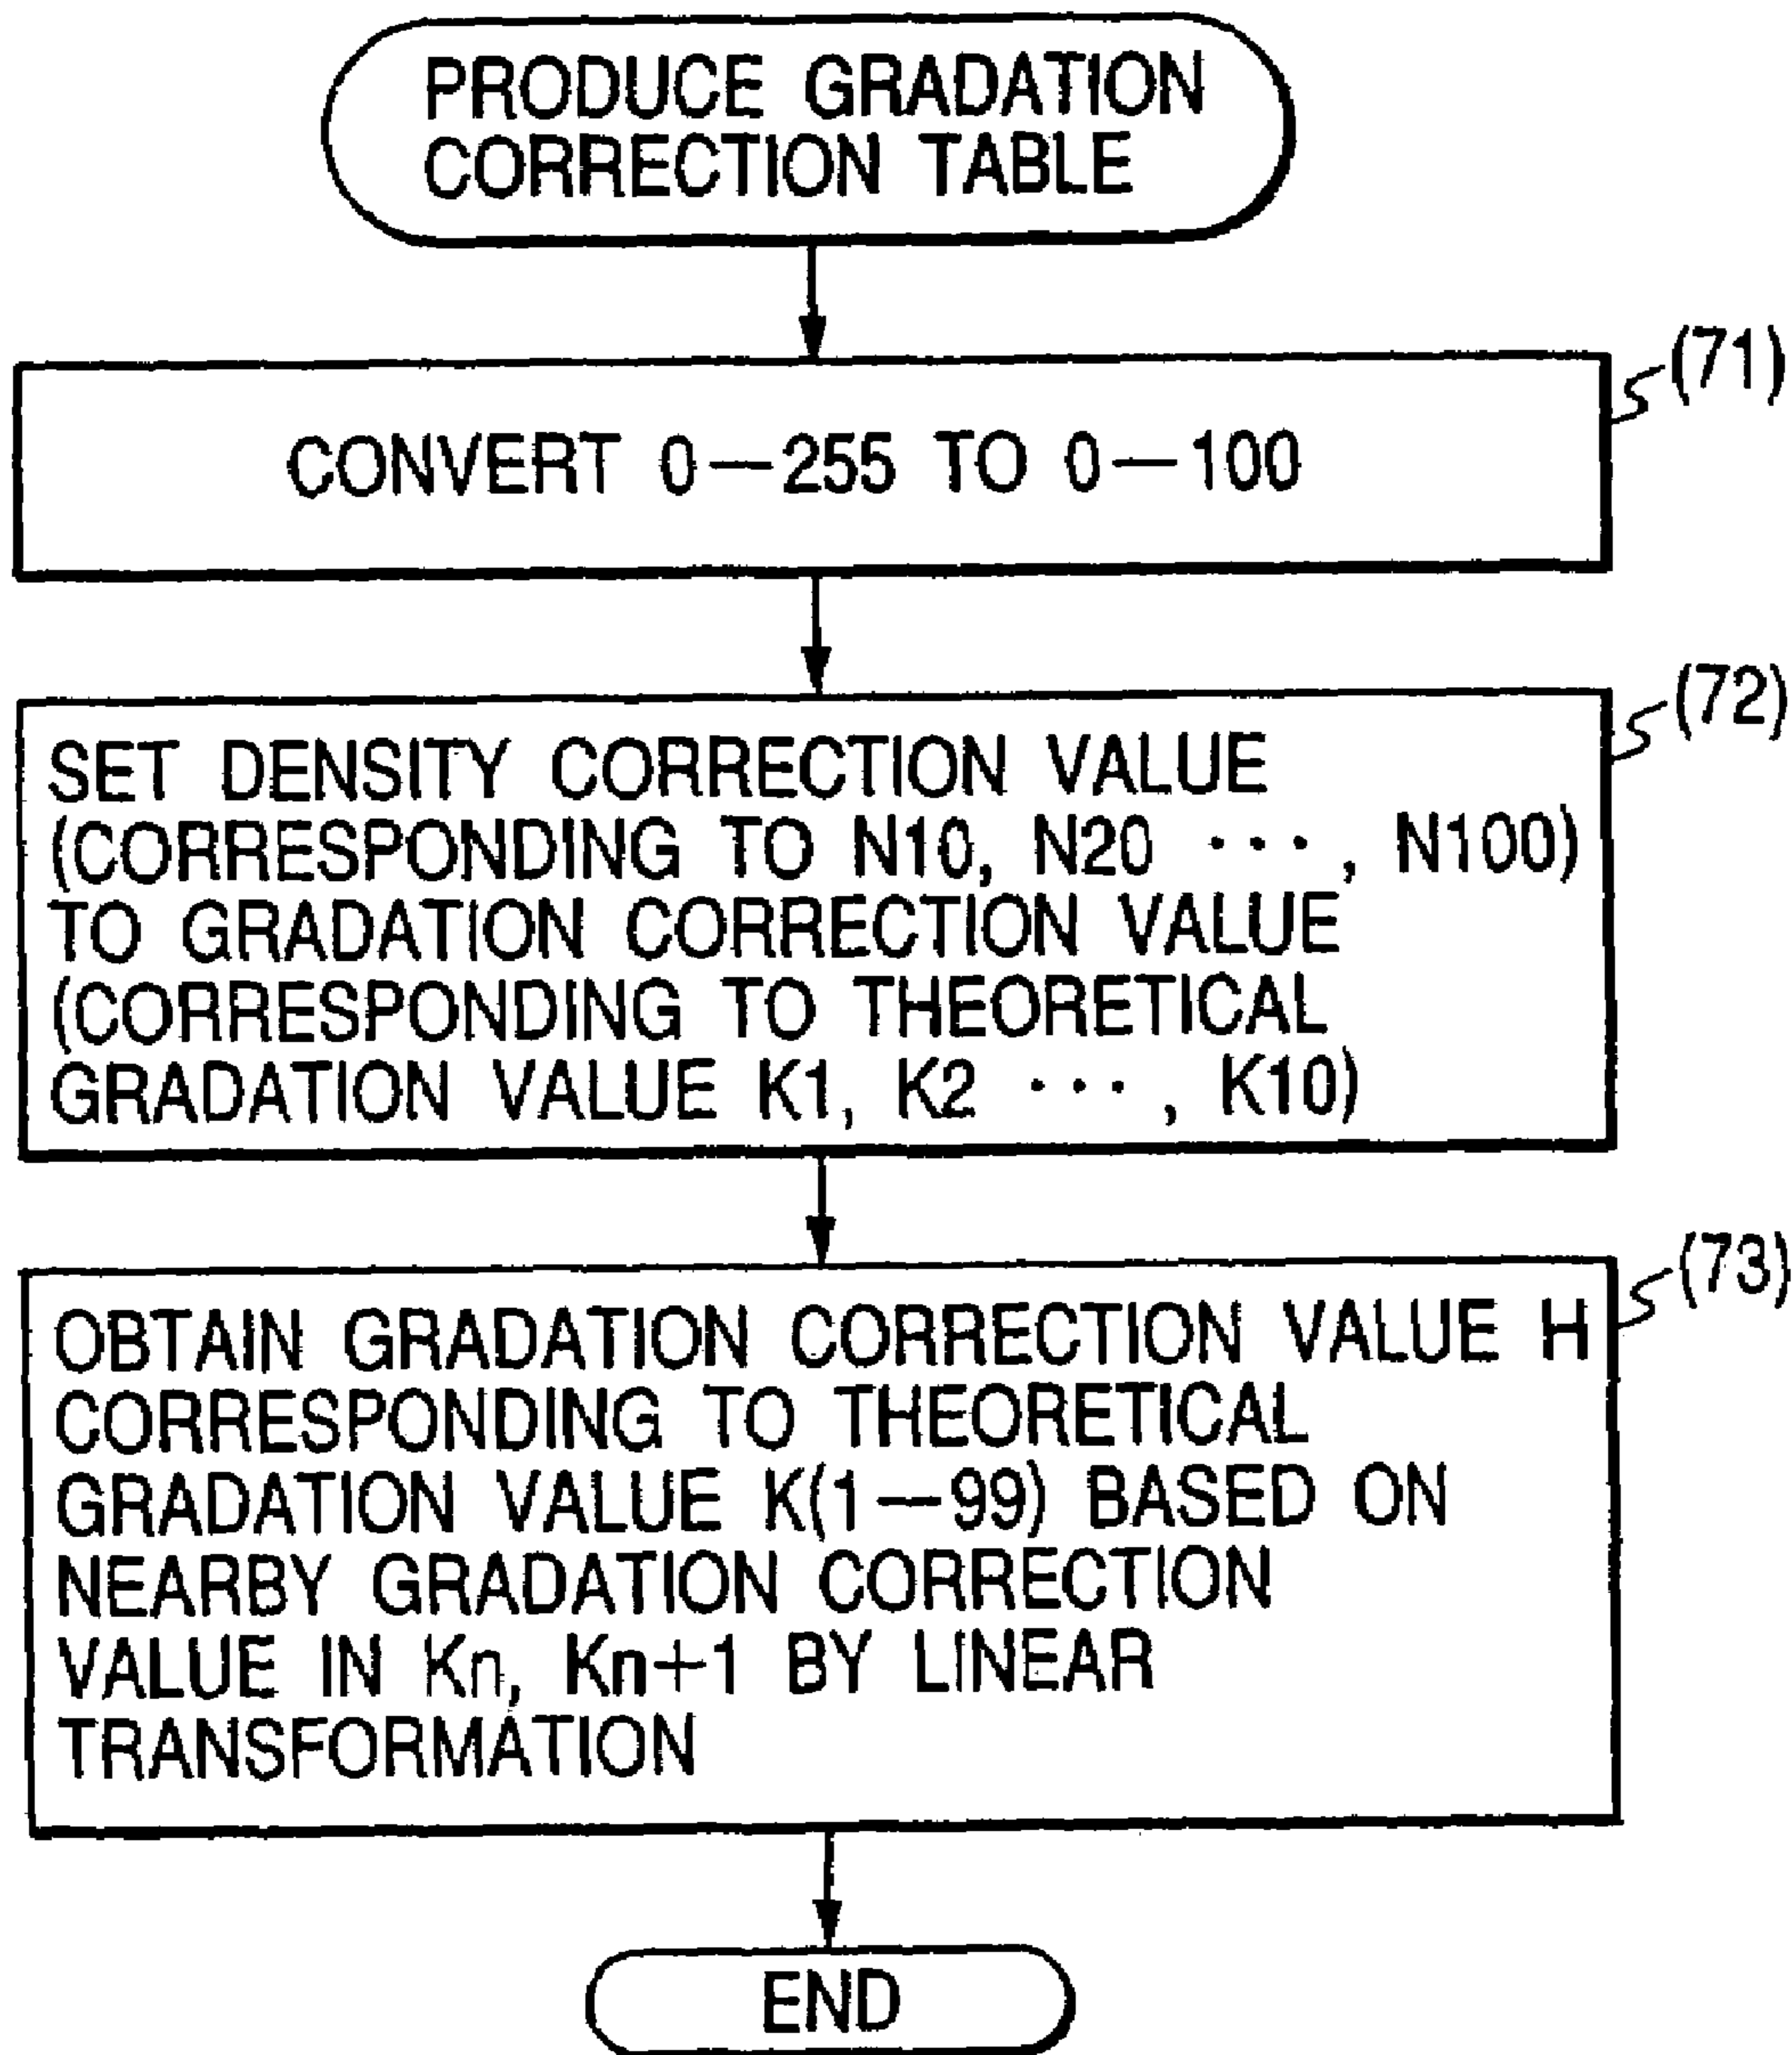 PRODUCE GRADATION
CORRECTION TABLE
(71)
CONVERT 0—255 TO 0—100
(72)
SET DENSITY CORRECTION VALUE
(CORRESPONDING TO N10, N20 ···, N100)
TO GRADATION CORRECTION VALUE
(CORRESPONDING TO THEORETICAL
GRADATION VALUE K1, K2 ···, K10)
(73)
OBTAIN GRADATION CORRECTION VALUE H
CORRESPONDING TO THEORETICAL
GRADATION VALUE K(1—99) BASED ON
NEARBY GRADATION CORRECTION
VALUE IN Kn, Kn+1 BY LINEAR
TRANSFORMATION
END